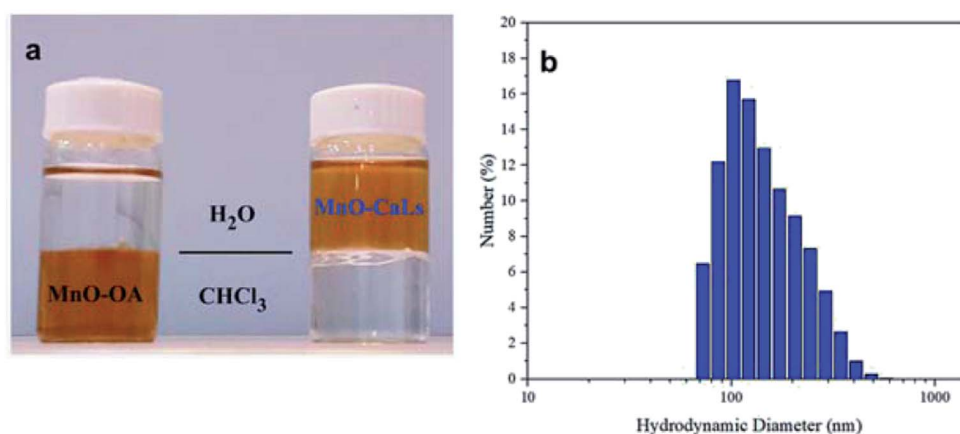 a
MnO-OA
H₂O
CHCl₃
MnO-CaLs
b
Number (%)
20
18
16
14
12
10
8
6
4
2
0
10
100
1000
Hydrodynamic Diameter (nm)